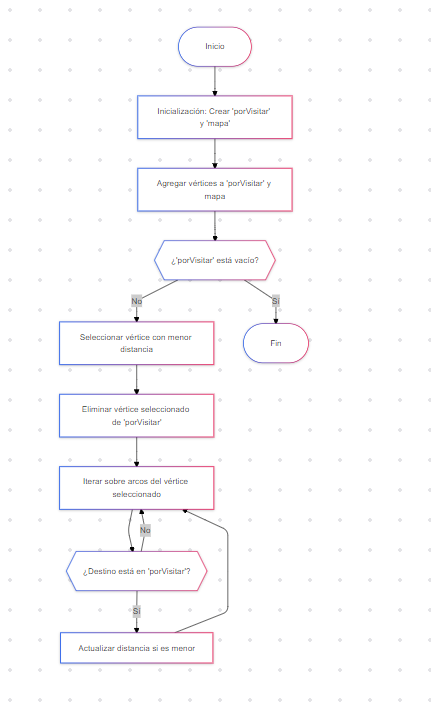 Inicio
Inicialización: Crear 'porVisitar'
y 'mapa'
Agregar vértices a 'porVisitar' y
mapa
¿'porVisitar' está vacío?
No
Sí
Seleccionar vértice con menor
distancia
Fin
Eliminar vértice seleccionado
de 'porVisitar'
Iterar sobre arcos del vértice
seleccionado
No
¿Destino está en 'porVisitar'?
Sí
Actualizar distancia si es menor